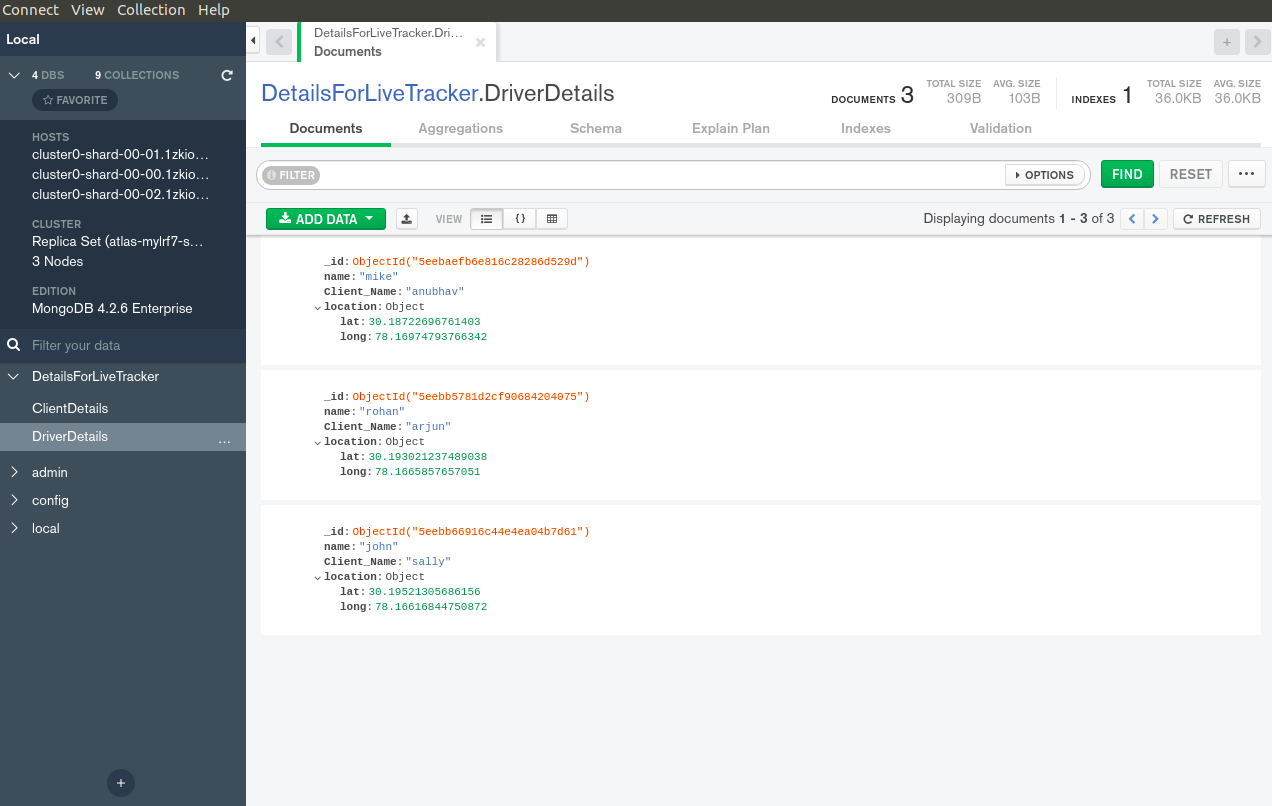 Connect View Collection Help
Local
4 DBS 9 COLLECTIONS
FAVORITE
HOSTS
cluster0-shard-00-01.1zkio...
cluster0-shard-00-00.1zkio...
cluster0-shard-00-02.1zkio...
CLUSTER
Replica Set (atlas-mylrf7-s...
3 Nodes
EDITION
MongoDB 4.2.6 Enterprise
Filter your data
DetailsForLiveTracker
ClientDetails
DriverDetails ...
admin
config
local
+
DetailsForLiveTracker.Dri...
Documents
DetailsForLiveTracker.DriverDetails
DOCUMENTS 3 TOTAL SIZE 309B AVG. SIZE 103B INDEXES 1 TOTAL SIZE 36.0KB AVG. SIZE 36.0KB
Documents Aggregations Schema Explain Plan Indexes Validation
FILTER OPTIONS FIND RESET ...
ADD DATA VIEW {} Displaying documents 1 - 3 of 3 < > REFRESH
_id: ObjectId("5eebaefb6e816c28286d529d")
name: "mike"
Client_Name: "anubhav"
location: Object
lat: 30.18722696761403
long: 78.16974793766342
_id: ObjectId("5eebb5781d2cf90684204075")
name: "rohan"
Client_Name: "arjun"
location: Object
lat: 30.193021237489038
long: 78.1665857657051
_id: ObjectId("5eebb66916c44e4ea04b7d61")
name: "john"
Client_Name: "sally"
location: Object
lat: 30.19521305686156
long: 78.16616844750872